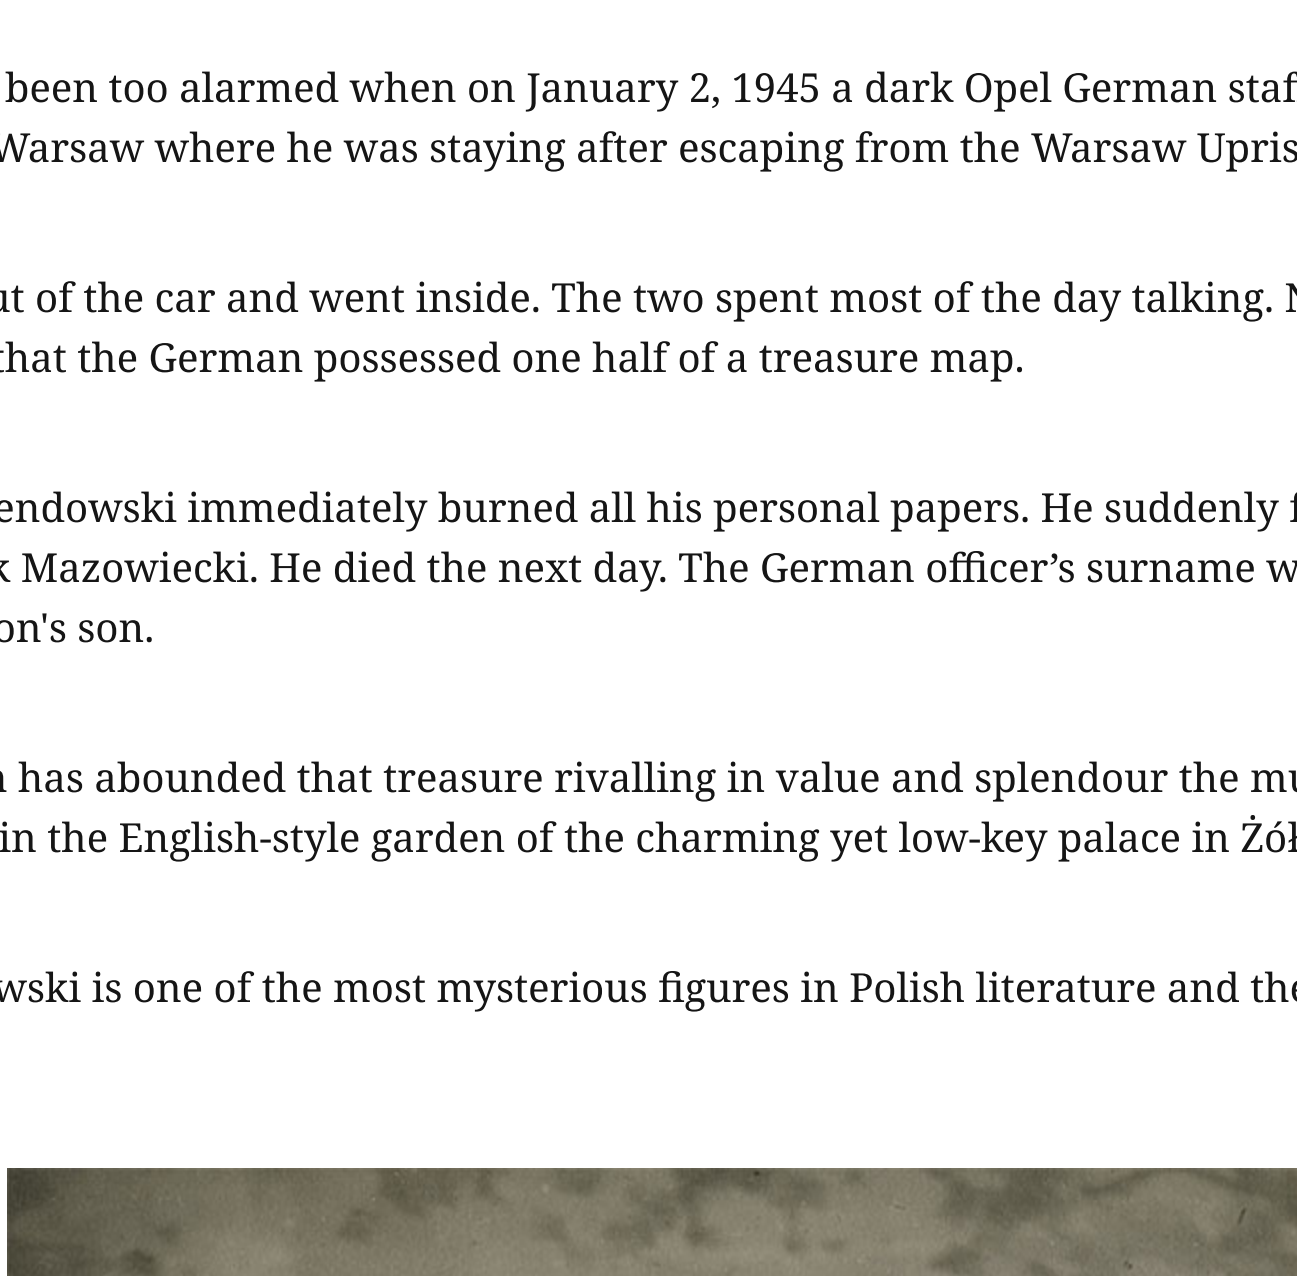 been too alarmed when on January 2, 1945 a dark Opel German staf
Warsaw where he was staying after escaping from the Warsaw Upris
ut of the car and went inside. The two spent most of the day talking. N
that the German possessed one half of a treasure map.
endowski immediately burned all his personal papers. He suddenly f
k Mazowiecki. He died the next day. The German officer’s surname w
on's son.
n has abounded that treasure rivalling in value and splendour the mu
in the English-style garden of the charming yet low-key palace in Żół
wski is one of the most mysterious figures in Polish literature and the